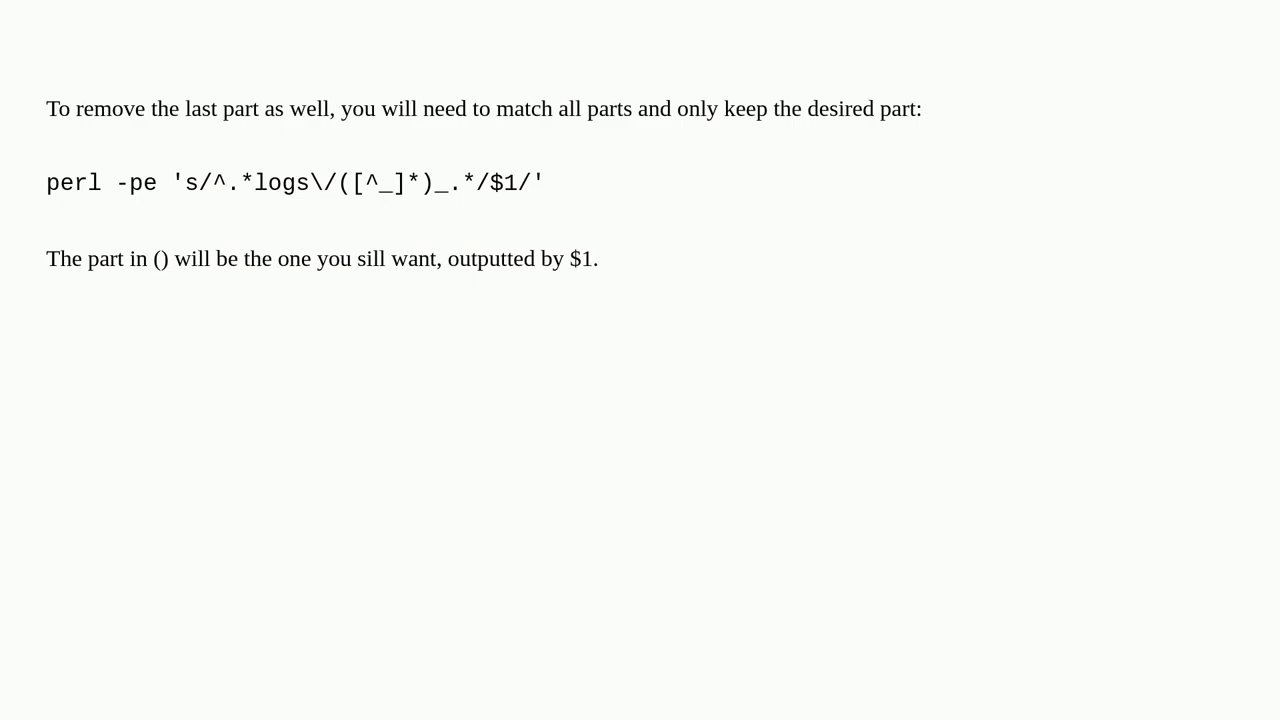 To remove the last part as well, you will need to match all parts and only keep the desired part:
perl -pe 's/^.*logs\/([^_]*)_.*/$1/'
The part in () will be the one you sill want, outputted by $1.